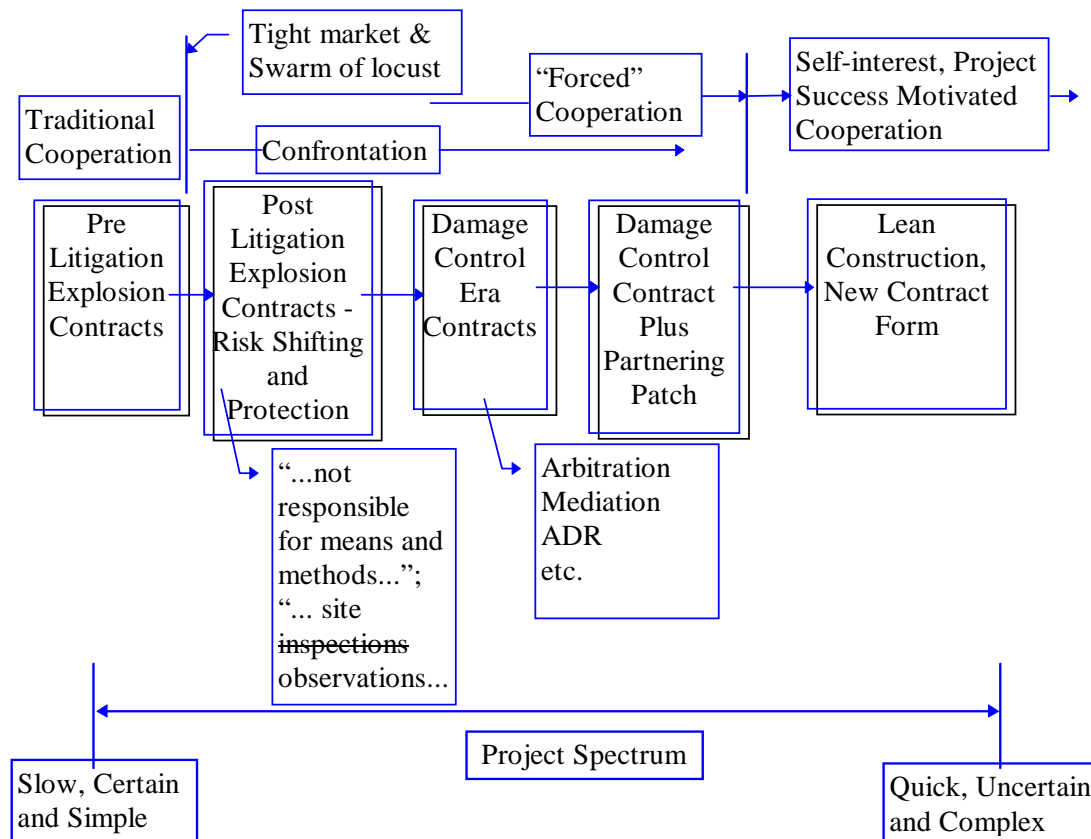 Tight market &
Swarm of locust
“Forced”
Cooperation
Self-interest, Project
Success Motivated
Cooperation
Traditional
Cooperation
Confrontation
Pre
Litigation
Explosion
Contracts
Post
Litigation
Explosion
Contracts -
Risk Shifting
and
Protection
Damage
Control
Era
Contracts
Damage
Control
Contract
Plus
Partnering
Patch
Lean
Construction,
New Contract
Form
“...not
responsible
for means and
methods...”;
“... site
inspections
observations...
Arbitration
Mediation
ADR
etc.
Project Spectrum
Slow, Certain
and Simple
Quick, Uncertain
and Complex